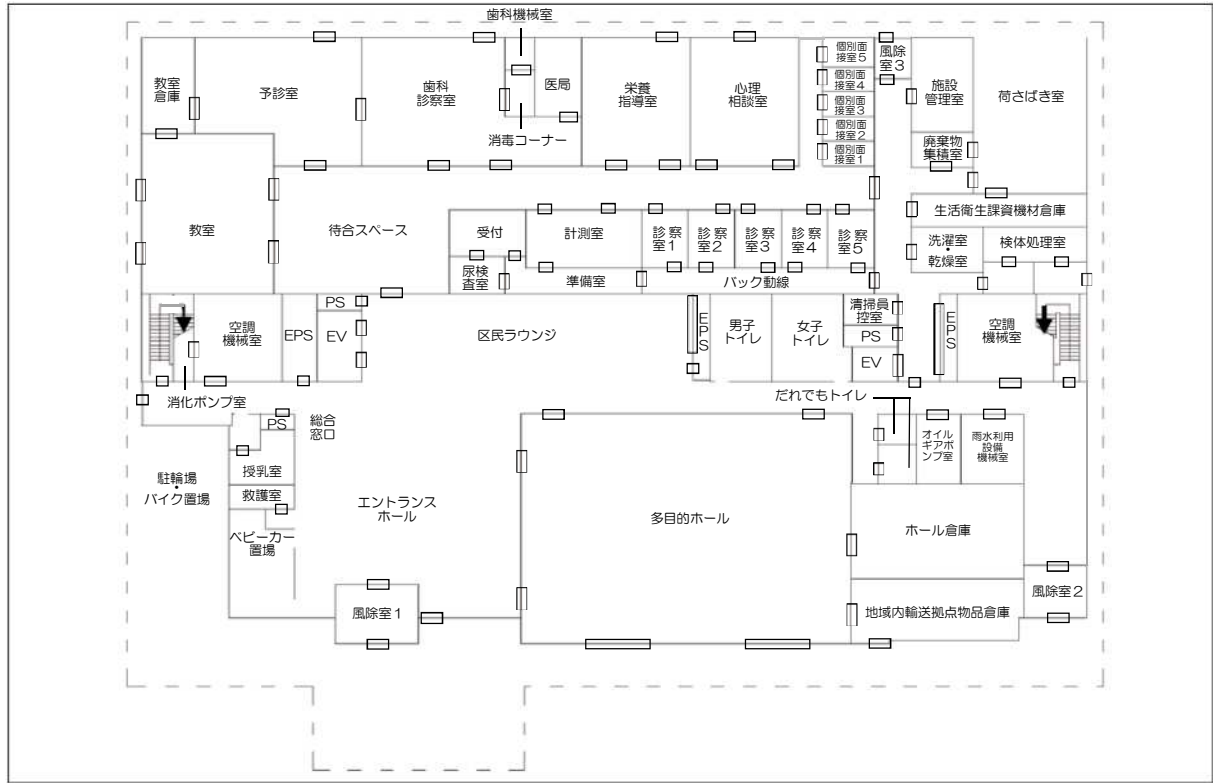 歯科機械室
教室
倉庫
予診室
歯科
診察室
医局
消毒コーナー
栄養
指導室
心理
相談室
個別面
接室5
個別面
接室4
個別面
接室3
個別面
接室2
個別面
接室1
風除
室3
施設
管理室
荷さばき室
廃棄物
集積室
教室
待合スペース
受付
計測室
診察
室1
診察
室2
診察
室3
診察
室4
診察
室5
生活衛生課資機材倉庫
洗濯室
・
乾燥室
検体処理室
尿検
査室
準備室
バック動線
空調
機械室
EPS
PS
EV
区民ラウンジ
EPS
男子
トイレ
女子
トイレ
清掃員
控室
PS
EV
EPS
空調
機械室
消化ポンプ室
だれでもトイレ
PS
総合
窓口
授乳室
救護室
駐輪場
・
バイク置場
ベビーカー
置場
エントランス
ホール
多目的ホール
オイル
ギアポ
ンプ室
雨水利用
設備
機械室
ホール倉庫
風除室1
地域内輸送拠点物品倉庫
風除室2